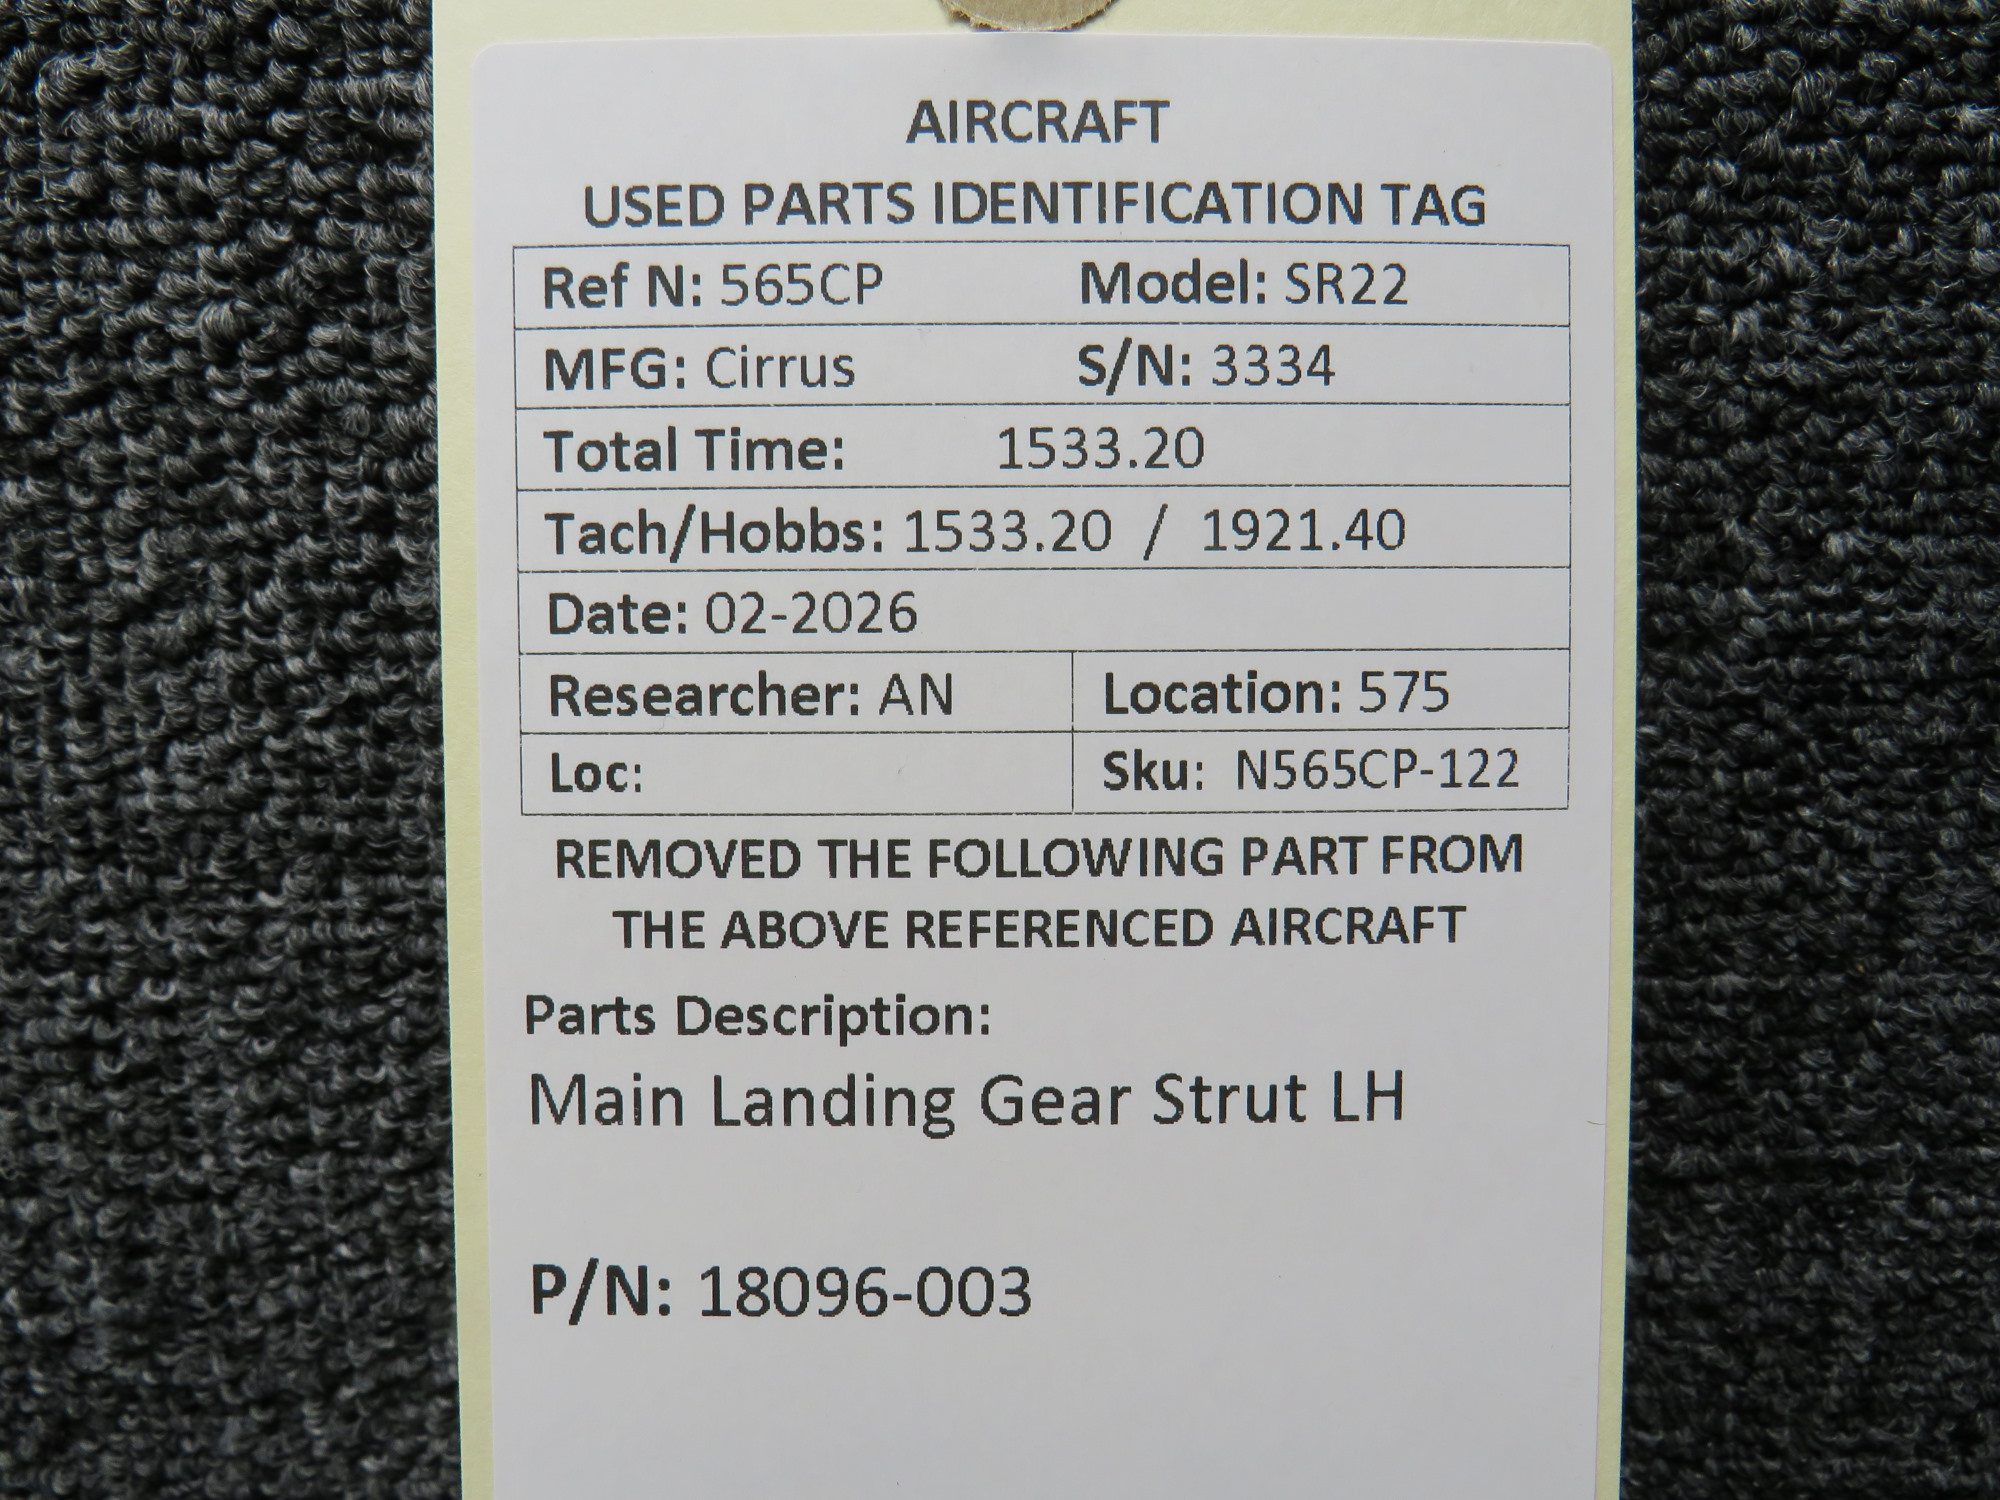 AIRCRAFT
USED PARTS IDENTIFICATION TAG
Ref N: 565CP Model: SR22
MFG: Cirrus S/N: 3334
Total Time: 1533.20
Tach/Hobbs: 1533.20 / 1921.40
Date: 02-2026
Researcher: AN Location: 575
Loc: Sku: N565CP-122
REMOVED THE FOLLOWING PART FROM
THE ABOVE REFERENCED AIRCRAFT
Parts Description:
Main Landing Gear Strut LH
P/N: 18096-003